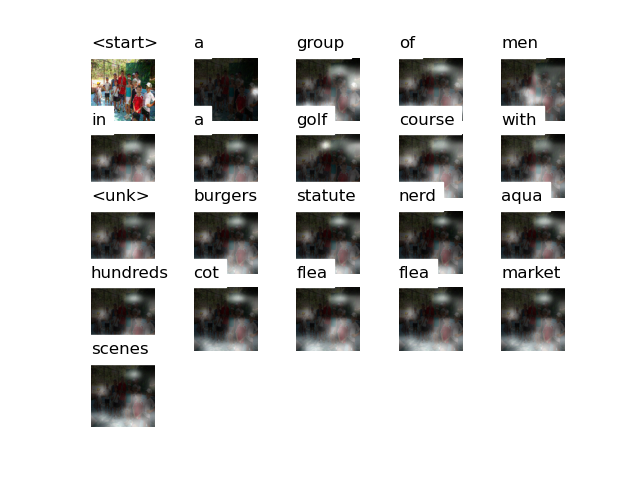 <start> a group of men
in a golf course with
<unk> burgers statute nerd aqua
hundreds cot flea flea market
scenes